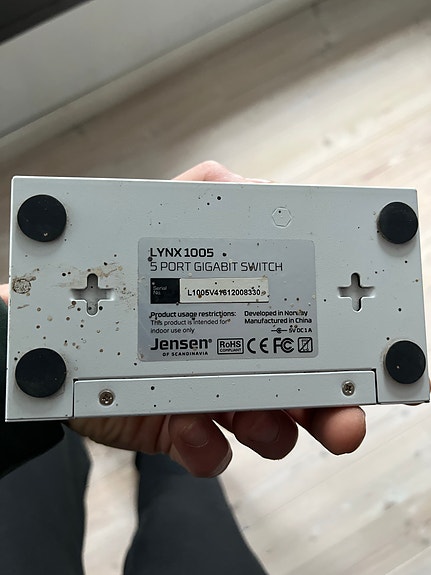 LYNX 1005
5 PORT GIGABIT SWITCH
Serial No.
L1005V41612008330
Product usage restrictions:
This product is intended for
indoor use only
Developed in Norway
Manufactured in China
5V DC 1A
Jensen®
OF SCANDINAVIA
RoHS
COMPLIANT
CE FC